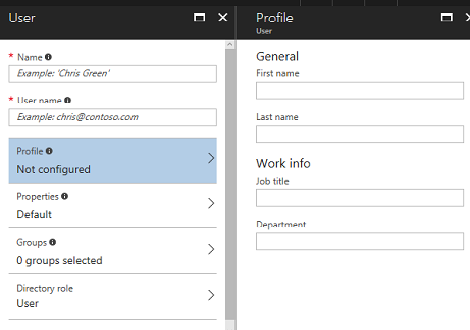 User
* Name
Example: 'Chris Green'
* User name
Example: chris@contoso.com
Profile
Not configured
Properties
Default
Groups
0 groups selected
Directory role
User
Profile
User
General
First name
Last name
Work info
Job title
Department